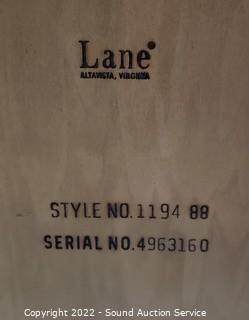 Lane®
ALTAVISTA, VIRGINIA
STYLE NO. 1194 88
SERIAL NO. 4963160
Copyright 2022 - Sound Auction Service